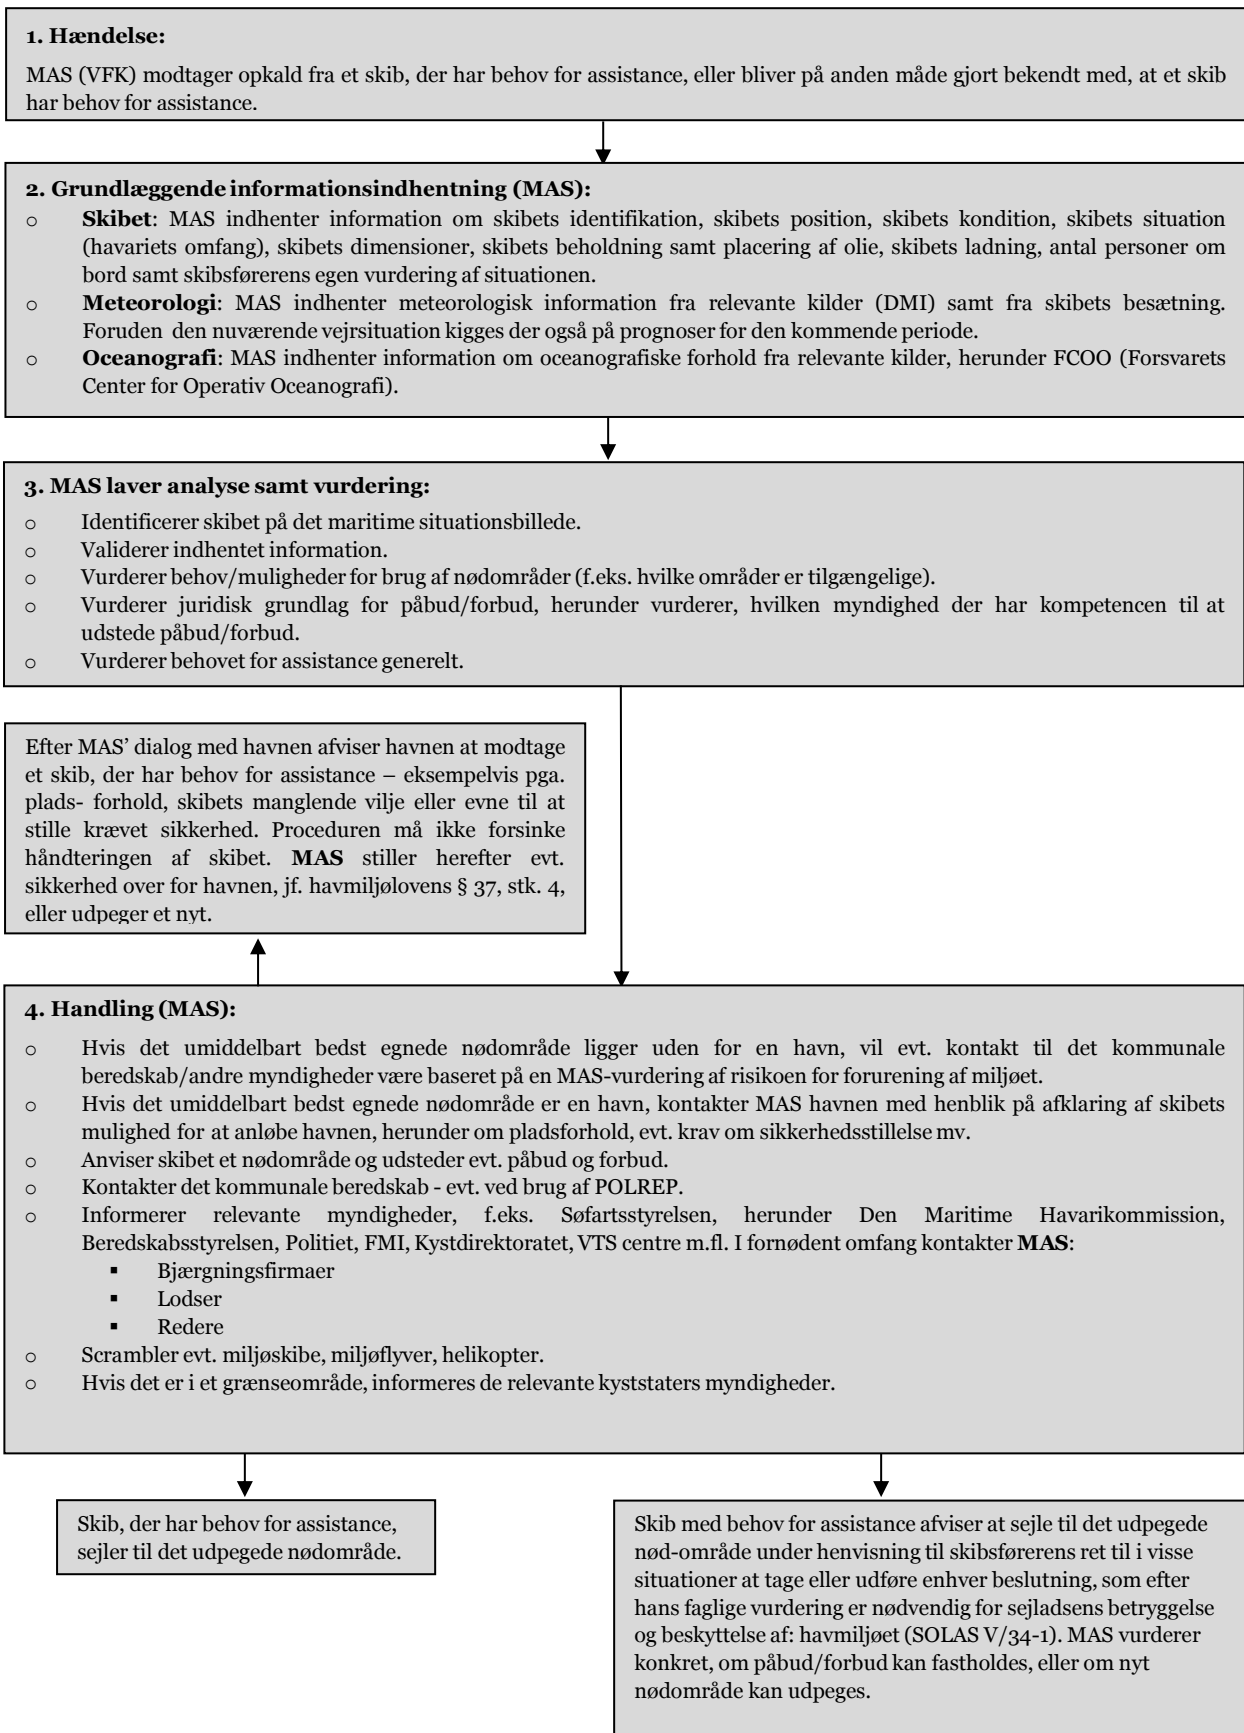 1. Hændelse:
MAS (VFK) modtager opkald fra et skib, der har behov for assistance, eller bliver på anden måde gjort bekendt med, at et skib
har behov for assistance.
2. Grundlæggende informationsindhentning (MAS):
o Skibet: MAS indhenter information om skibets identifikation, skibets position, skibets kondition, skibets situation
(havariets omfang), skibets dimensioner, skibets beholdning samt placering af olie, skibets ladning, antal personer om
bord samt skibsførerens egen vurdering af situationen.
o Meteorologi: MAS indhenter meteorologisk information fra relevante kilder (DMI) samt fra skibets besætning.
Foruden den nuværende vejrsituation kigges der også på prognoser for den kommende periode.
o Oceanografi: MAS indhenter information om oceanografiske forhold fra relevante kilder, herunder FCOO (Forsvarets
Center for Operativ Oceanografi).
3. MAS laver analyse samt vurdering:
o Identificerer skibet på det maritime situationsbillede.
o Validerer indhentet information.
o Vurderer behov/muligheder for brug af nødområder (f.eks. hvilke områder er tilgængelige).
o Vurderer juridisk grundlag for påbud/forbud, herunder vurderer, hvilken myndighed der har kompetencen til at
udstede påbud/forbud.
o Vurderer behovet for assistance generelt.
Efter MAS’ dialog med havnen afviser havnen at modtage
et skib, der har behov for assistance – eksempelvis pga.
plads- forhold, skibets manglende vilje eller evne til at
stille krævet sikkerhed. Proceduren må ikke forsinke
håndteringen af skibet. MAS stiller herefter evt.
sikkerhed over for havnen, jf. havmiljølovens § 37, stk. 4,
eller udpeger et nyt.
4. Handling (MAS):
o Hvis det umiddelbart bedst egnede nødområde ligger uden for en havn, vil evt. kontakt til det kommunale
beredskab/andre myndigheder være baseret på en MAS-vurdering af risikoen for forurening af miljøet.
o Hvis det umiddelbart bedst egnede nødområde er en havn, kontakter MAS havnen med henblik på afklaring af skibets
mulighed for at anløbe havnen, herunder om pladsforhold, evt. krav om sikkerhedsstillelse mv.
o Anviser skibet et nødområde og udsteder evt. påbud og forbud.
o Kontakter det kommunale beredskab - evt. ved brug af POLREP.
o Informerer relevante myndigheder, f.eks. Søfartsstyrelsen, herunder Den Maritime Havarikommission,
Beredskabsstyrelsen, Politiet, FMI, Kystdirektoratet, VTS centre m.fl. I fornødent omfang kontakter MAS:
▪ Bjærgningsfirmaer
▪ Lodser
▪ Redere
o Scrambler evt. miljøskibe, miljøflyver, helikopter.
o Hvis det er i et grænseområde, informeres de relevante kyststaters myndigheder.
Skib, der har behov for assistance,
sejler til det udpegede nødområde.
Skib med behov for assistance afviser at sejle til det udpegede
nød-område under henvisning til skibsførerens ret til i visse
situationer at tage eller udføre enhver beslutning, som efter
hans faglige vurdering er nødvendig for sejladsens betryggelse
og beskyttelse af: havmiljøet (SOLAS V/34-1). MAS vurderer
konkret, om påbud/forbud kan fastholdes, eller om nyt
nødområde kan udpeges.